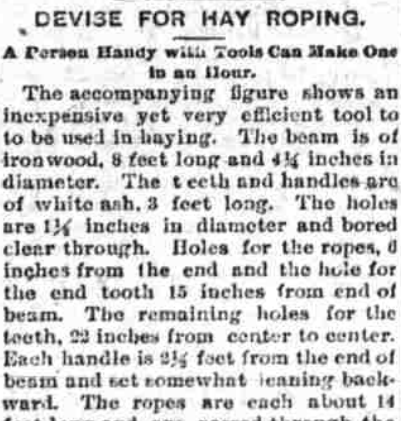 DEVISE FOR HAY ROPING.
A Person Handy with Tools Can Make One
in an Hour.
The accompanying figure shows an
inexpensive yet very efficient tool to
to be used in haying. The beam is of
ironwood, 8 feet long and 4½ inches in
diameter. The teeth and handles are
of white ash, 3 feet long. The holes
are 1½ inches in diameter and bored
clear through. Holes for the ropes, 6
inches from the end and the hole for
the end tooth 15 inches from end of
beam. The remaining holes for the
teeth, 22 inches from center to center.
Each handle is 2½ feet from the end of
beam and set somewhat leaning back-
ward. The ropes are each about 14